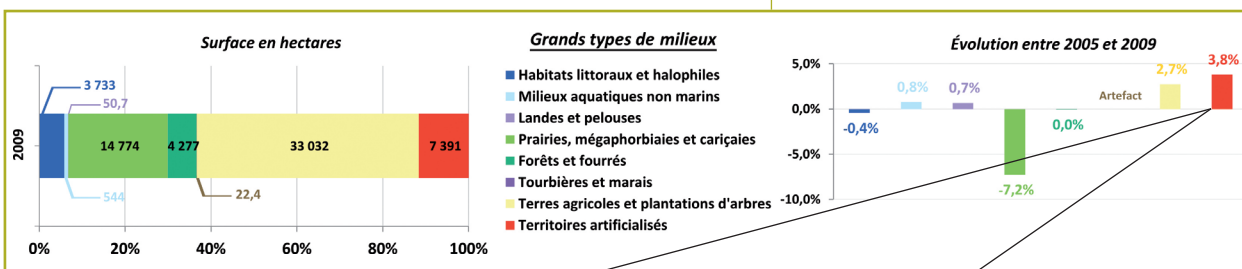 Surface en hectares
3 733
50,7
2009
14 774
4 277
33 032
7 391
544
22,4
0%
20%
40%
60%
80%
100%
Grands types de milieu
Habitats littoraux et halophiles
Milieux aquatiques non marins
Landes et pelouses
Prairies, mégaphorbiaies et cariçaies
Forêts et fourrés
Tourbières et marais
Terres agricoles et plantations d'arbres
Territoires artificialisés
Évolution entre 2005 et 2009
5,0%
0,0%
-5,0%
-10,0%
-0,4%
0,8%
0,7%
-7,2%
0,0%
Artefact
2,7%
3,8%